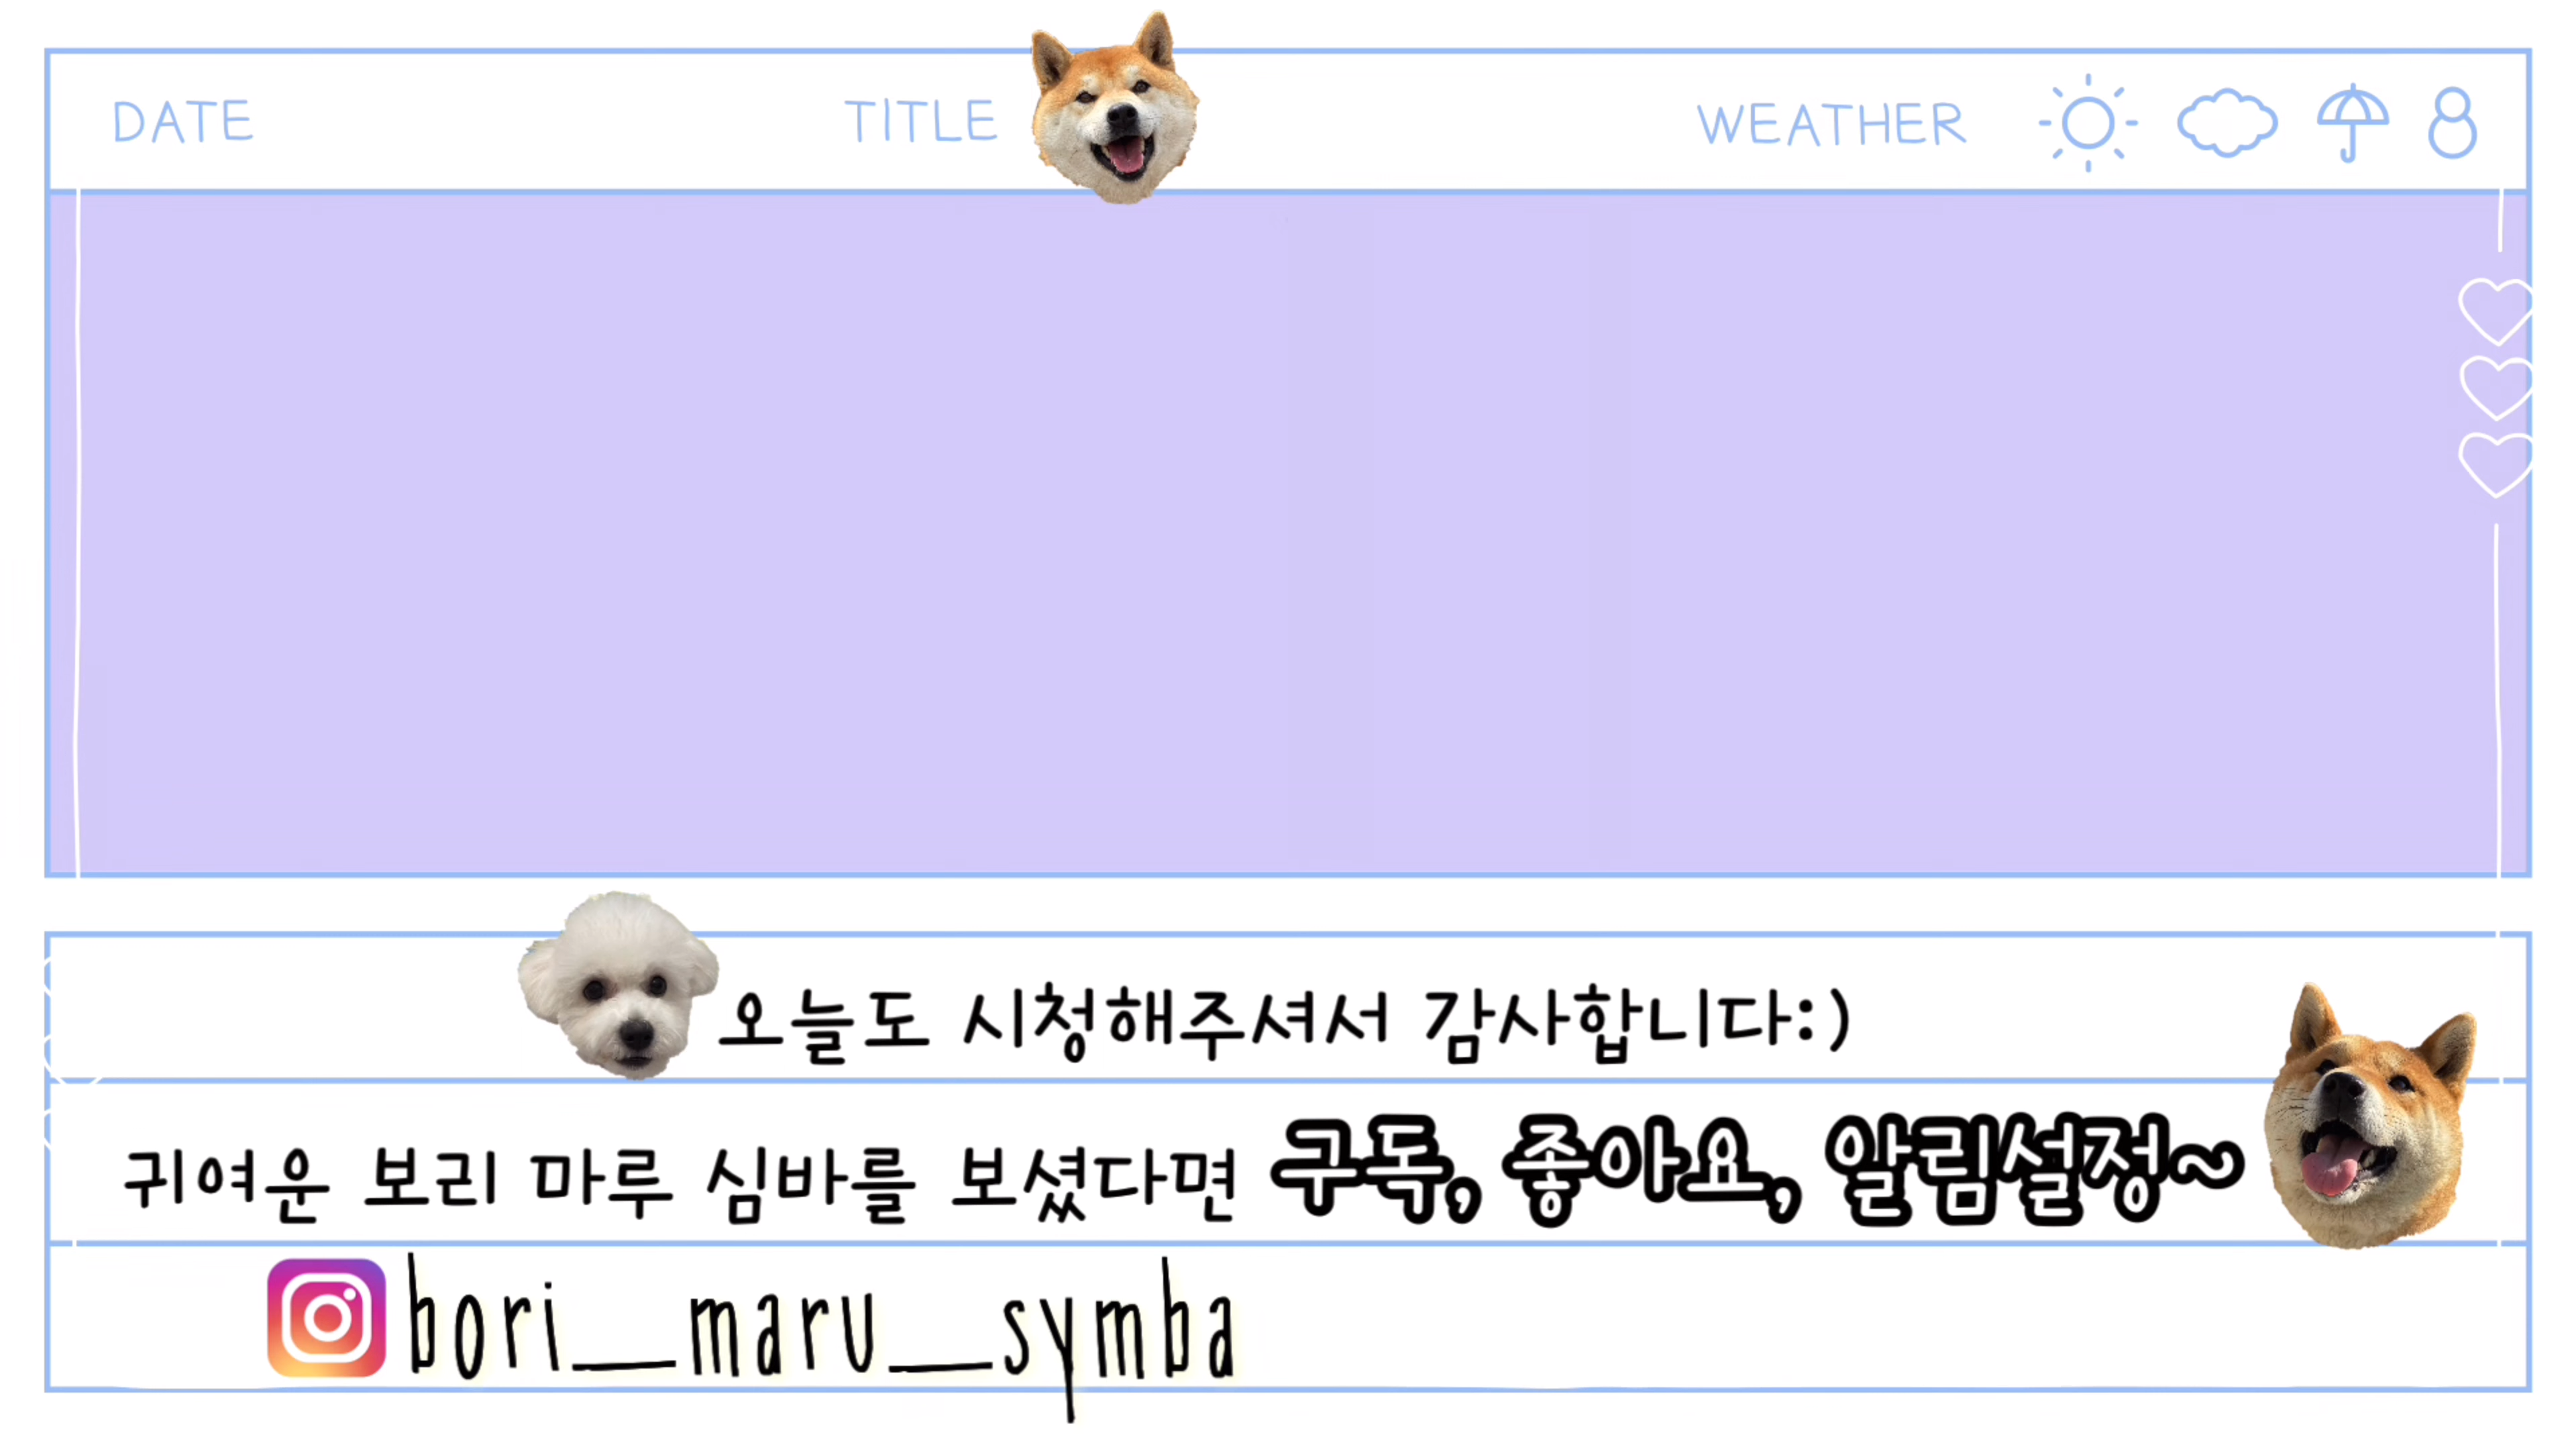 DATE TITLE WEATHER
오늘도 시청해주셔서 감사합니다:)
귀여운 보리 마루 심바를 보셨다면 구독, 좋아요, 알림설정~
bori__maru__symba